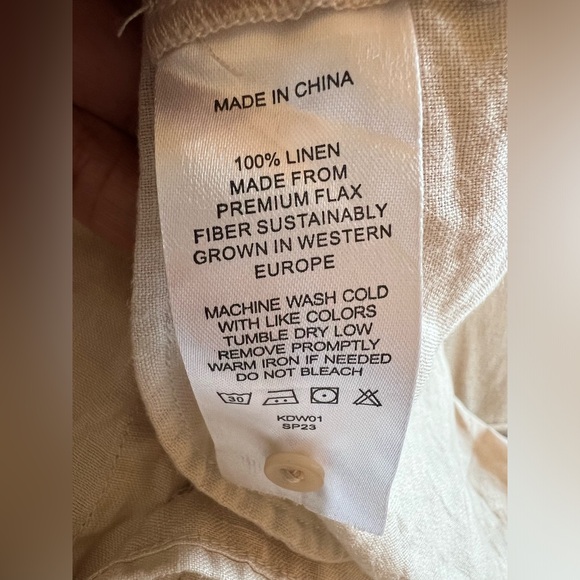 MADE IN CHINA
100% LINEN
MADE FROM
PREMIUM FLAX
FIBER SUSTAINABLY
GROWN IN WESTERN
EUROPE
MACHINE WASH COLD
WITH LIKE COLORS
TUMBLE DRY LOW
REMOVE PROMPTLY
WARM IRON IF NEEDED
DO NOT BLEACH
30
KDW01
SP23